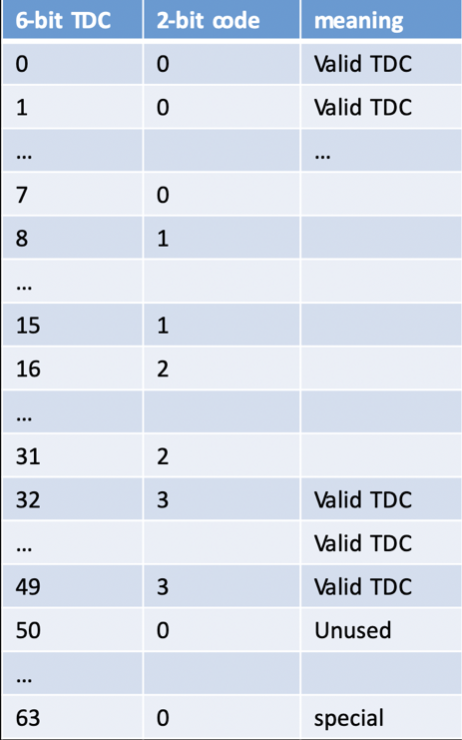 6-bit TDC 2-bit code meaning
0 0 Valid TDC
1 0 Valid TDC
... ...
7 0
8 1
...
15 1
16 2
...
31 2
32 3 Valid TDC
... Valid TDC
49 3 Valid TDC
50 0 Unused
...
63 0 special